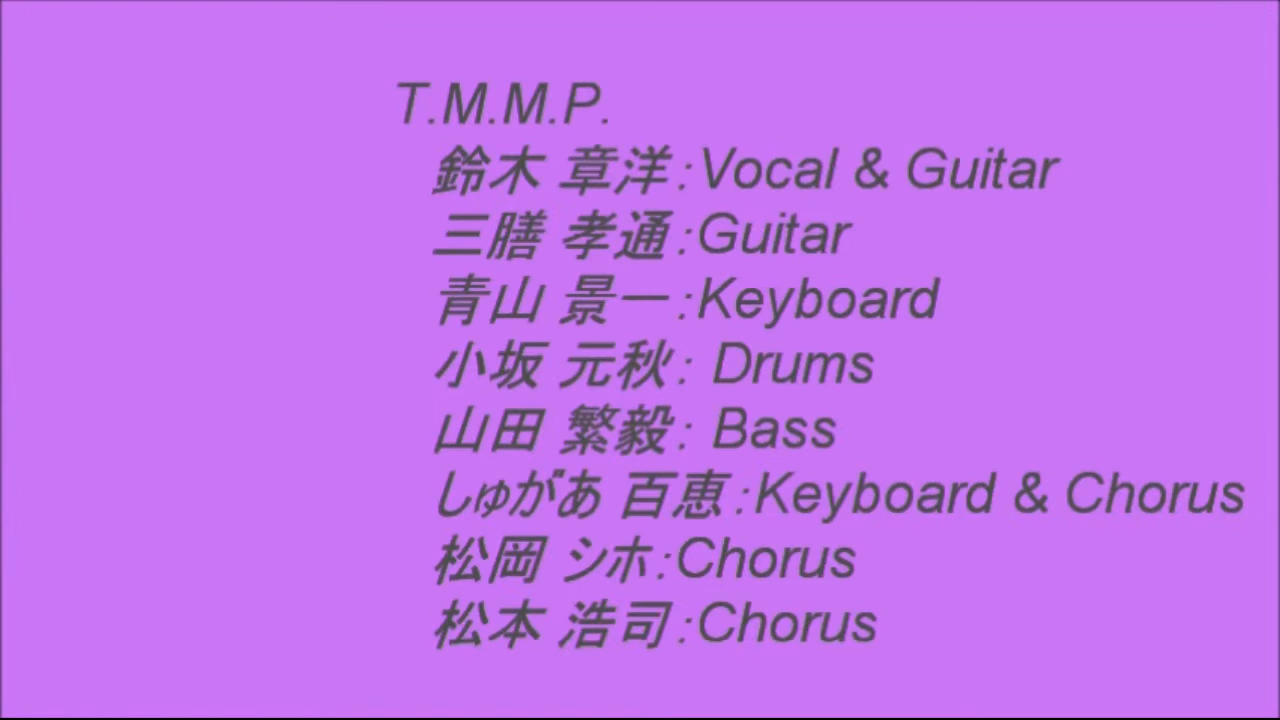 T.M.M.P.
鈴木 章洋：Vocal & Guitar
三膳 孝通：Guitar
青山 景一：Keyboard
小坂 元秋： Drums
山田 繁毅： Bass
しゅがあ 百恵：Keyboard & Chorus
松岡 シホ：Chorus
松本 浩司：Chorus